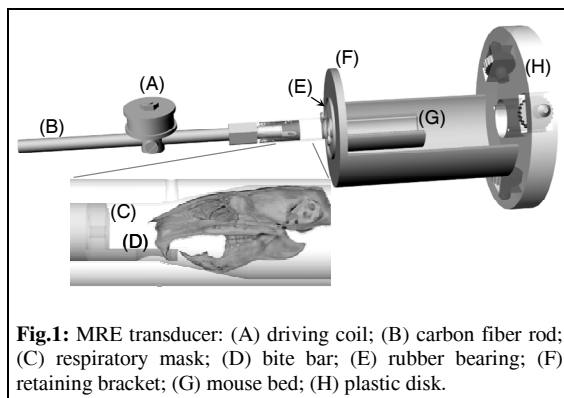 (F)
(A)
(H)
(E)
(B)
(G)
(C)
(D)
Fig.1: MRE transducer: (A) driving coil; (B) carbon fiber rod;
(C) respiratory mask; (D) bite bar; (E) rubber bearing; (F)
retaining bracket; (G) mouse bed; (H) plastic disk.